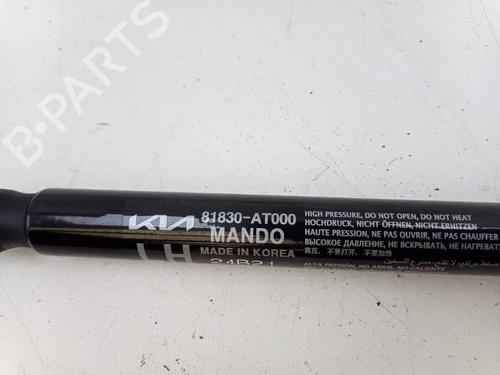 B-PARTS
KIA 81830-AT000
MANDO
LH MADE IN KOREA
24B21
HIGH PRESSURE, DO NOT OPEN, DO NOT HEAT
HOCHDRUCK, NICHT ÖFFNEN, NICHT ERHITZEN
HAUTE PRESSION, NE PAS OUVRIR, NE PAS CHAUFFER
ВЫСОКОЕ ДАВЛЕНИЕ, НЕ ВСКРЫВАТЬ, НЕ НАГРЕВАТЬ
高压, 不要打开, 不要加热
ALTA PRESIÓN, NO ABRIR, NO CALIENTE